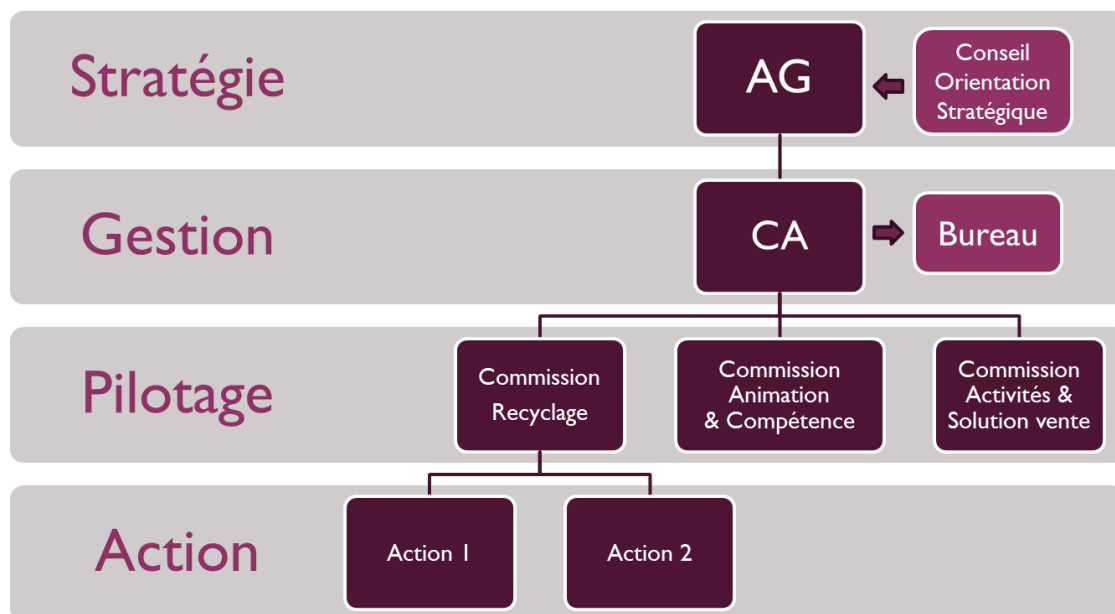 Stratégie
AG
Conseil
Orientation
Stratégique
Gestion
CA
Bureau
Pilotage
Commission
Recyclage
Commission
Animation
& Compétence
Commission
Activités &
Solution vente
Action
Action 1
Action 2